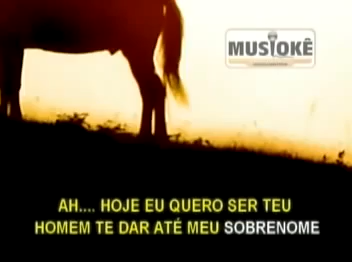 MUSIOKÊ
AH.... HOJE EU QUERO SER TEU
HOMEM TE DAR ATÉ MEU SOBRENOME